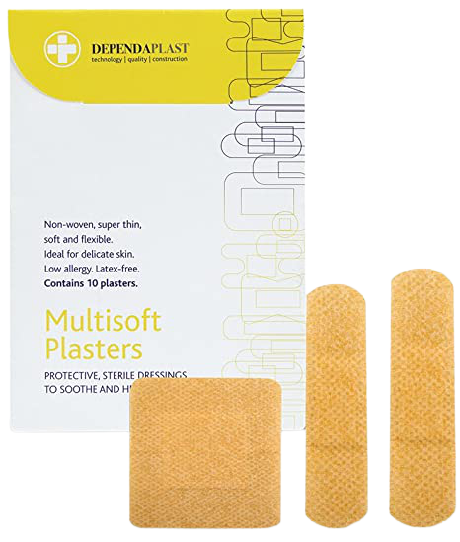 DEPENDAPLAST
technology | quality | construction
Non-woven, super thin,
soft and flexible.
Ideal for delicate skin.
Low allergy. Latex-free.
Contains 10 plasters.
Multisoft
Plasters
PROTECTIVE, STERILE DRESSINGS
TO SOOTHE AND